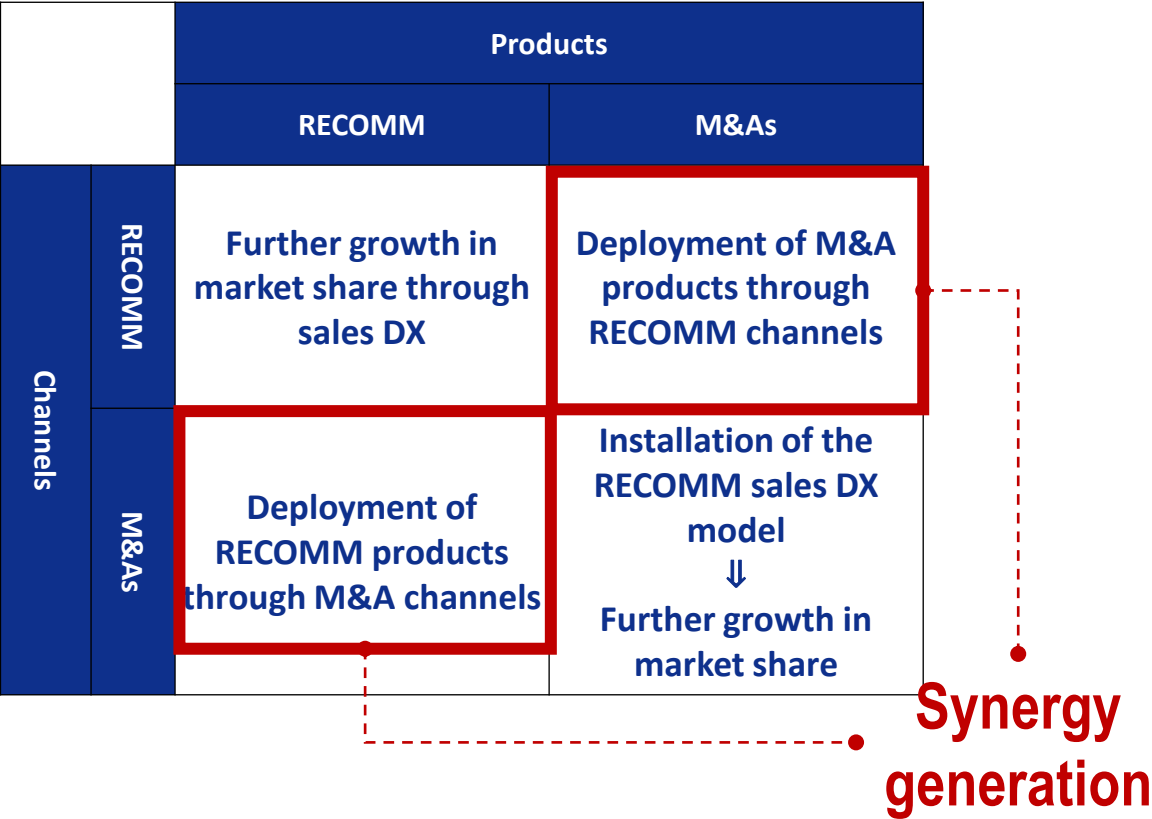 Products
RECOMM
M&As
Channels
RECOMM
Further growth in
market share through
sales DX
Deployment of M&A
products through
RECOMM channels
M&As
Deployment of
RECOMM products
through M&A channels
Installation of the
RECOMM sales DX
model
⇓
Further growth in
market share
Synergy
generation